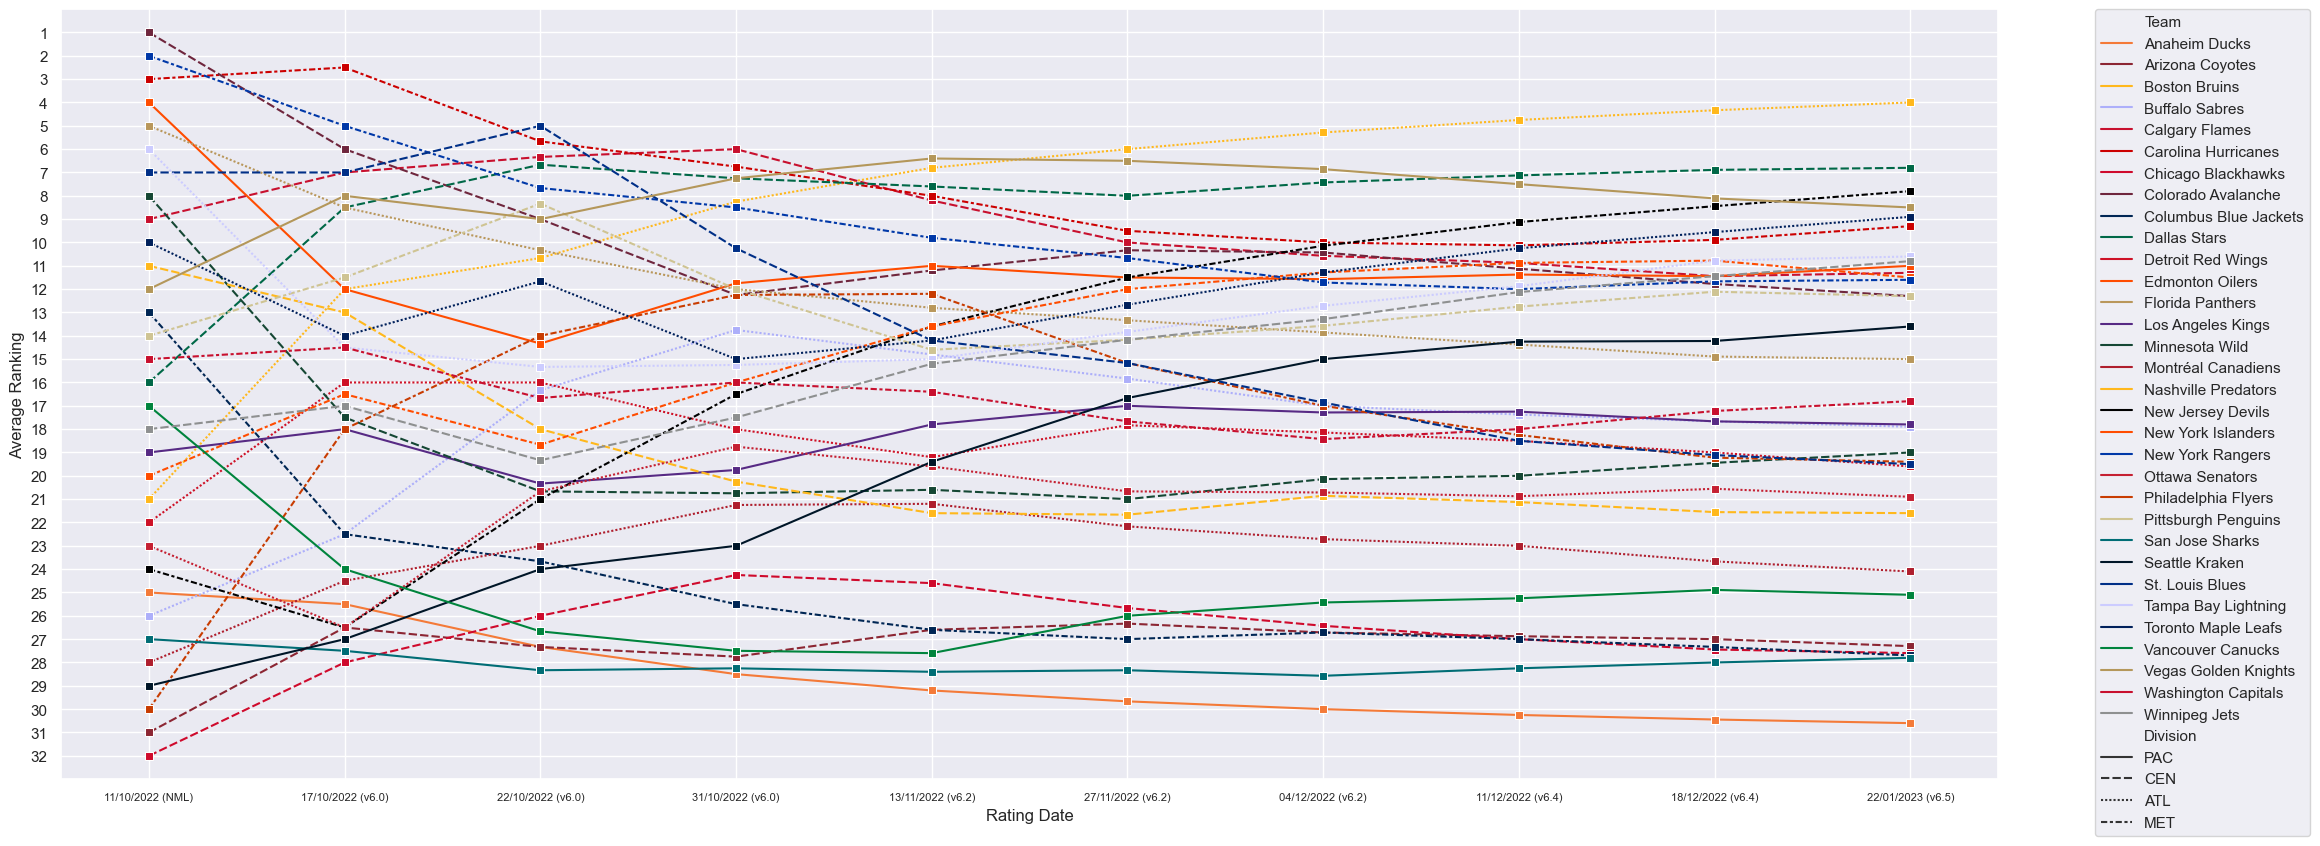 1
2
3
4
5
6
7
8
9
10
11
12
13
14
15
16
17
18
19
20
21
22
23
24
25
26
27
28
29
30
31
32
Average Ranking
11/10/2022 (NML)
17/10/2022 (v6.0)
22/10/2022 (v6.0)
31/10/2022 (v6.0)
13/11/2022 (v6.2)
27/11/2022 (v6.2)
04/12/2022 (v6.2)
11/12/2022 (v6.4)
18/12/2022 (v6.4)
22/01/2023 (v6.5)
Rating Date
Team
Anaheim Ducks
Arizona Coyotes
Boston Bruins
Buffalo Sabres
Calgary Flames
Carolina Hurricanes
Chicago Blackhawks
Colorado Avalanche
Columbus Blue Jackets
Dallas Stars
Detroit Red Wings
Edmonton Oilers
Florida Panthers
Los Angeles Kings
Minnesota Wild
Montréal Canadiens
Nashville Predators
New Jersey Devils
New York Islanders
New York Rangers
Ottawa Senators
Philadelphia Flyers
Pittsburgh Penguins
San Jose Sharks
Seattle Kraken
St. Louis Blues
Tampa Bay Lightning
Toronto Maple Leafs
Vancouver Canucks
Vegas Golden Knights
Washington Capitals
Winnipeg Jets
Division
PAC
CEN
ATL
MET